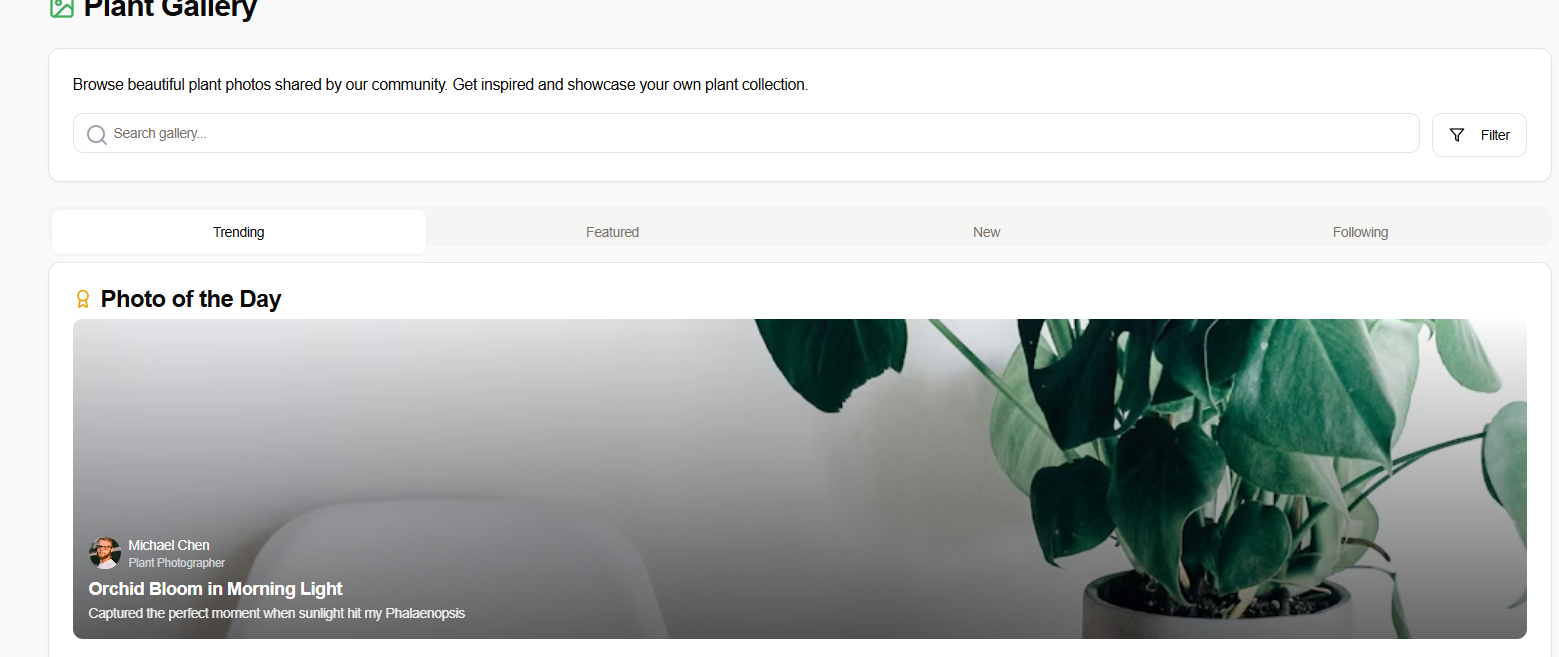 Plant Gallery
Browse beautiful plant photos shared by our community. Get inspired and showcase your own plant collection.
Search gallery...
Filter
Trending
Featured
New
Following
Photo of the Day
Michael Chen
Plant Photographer
Orchid Bloom in Morning Light
Captured the perfect moment when sunlight hit my Phalaenopsis